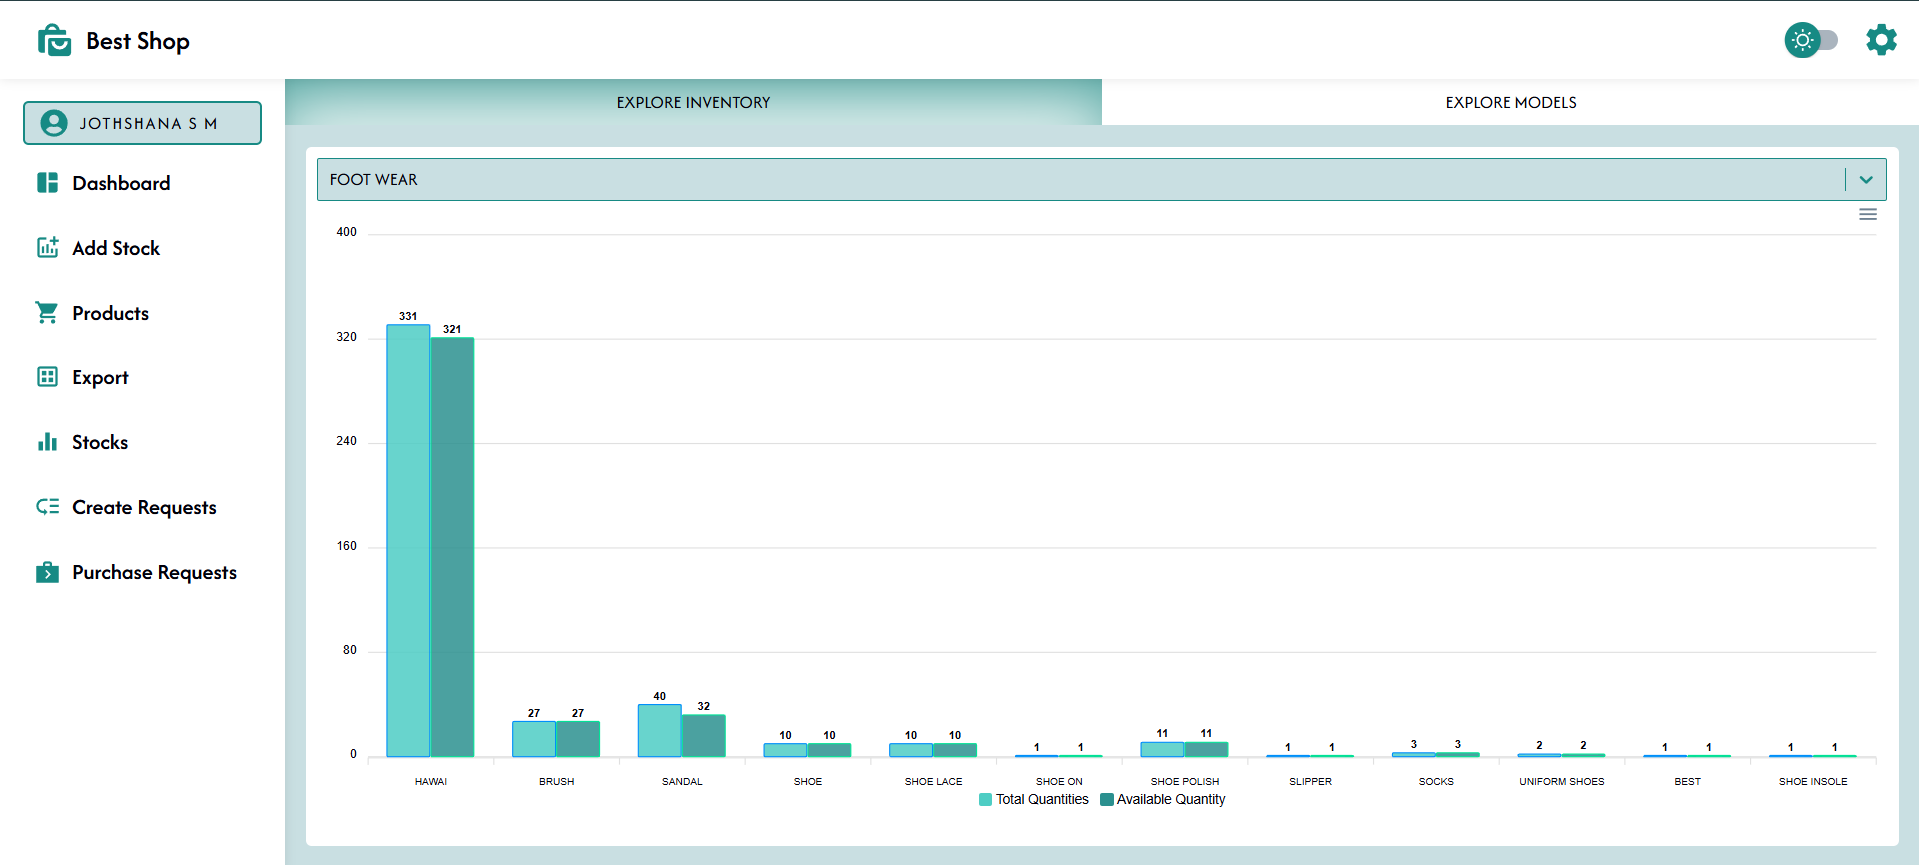 Best Shop
JOTHSHANA S M
Dashboard
Add Stock
Products
Export
Stocks
Create Requests
Purchase Requests
EXPLORE INVENTORY
EXPLORE MODELS
FOOT WEAR
400
320
240
160
80
0
331
321
27
27
40
32
10
10
10
10
1
1
11
11
1
1
3
3
2
2
1
1
1
1
HAWAI
BRUSH
SANDAL
SHOE
SHOE LACE
SHOE ON
SHOE POLISH
SLIPPER
SOCKS
UNIFORM SHOES
BEST
SHOE INSOLE
Total Quantities
Available Quantity